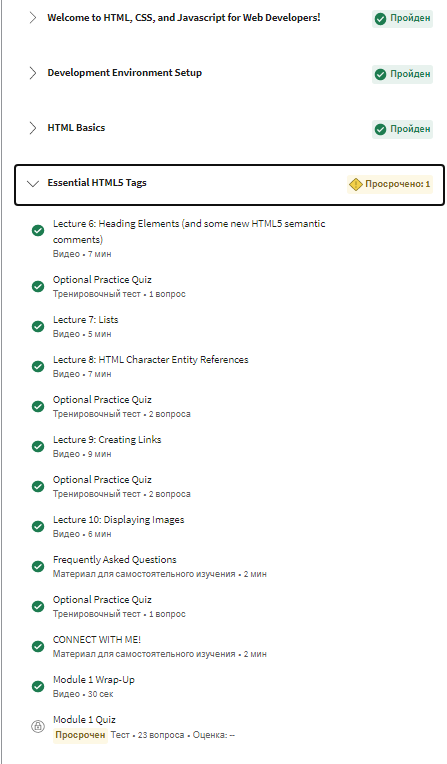 Welcome to HTML, CSS, and Javascript for Web Developers!
Пройден
Development Environment Setup
Пройден
HTML Basics
Пройден
Essential HTML5 Tags
Просрочено: 1
Lecture 6: Heading Elements (and some new HTML5 semantic
comments)
Видео • 7 мин
Optional Practice Quiz
Тренировочный тест • 1 вопрос
Lecture 7: Lists
Видео • 5 мин
Lecture 8: HTML Character Entity References
Видео • 7 мин
Optional Practice Quiz
Тренировочный тест • 2 вопроса
Lecture 9: Creating Links
Видео • 9 мин
Optional Practice Quiz
Тренировочный тест • 2 вопроса
Lecture 10: Displaying Images
Видео • 6 мин
Frequently Asked Questions
Материал для самостоятельного изучения • 2 мин
Optional Practice Quiz
Тренировочный тест • 1 вопрос
CONNECT WITH ME!
Материал для самостоятельного изучения • 2 мин
Module 1 Wrap-Up
Видео • 30 сек
Module 1 Quiz
Просрочен Тест • 23 вопроса • Оценка: --